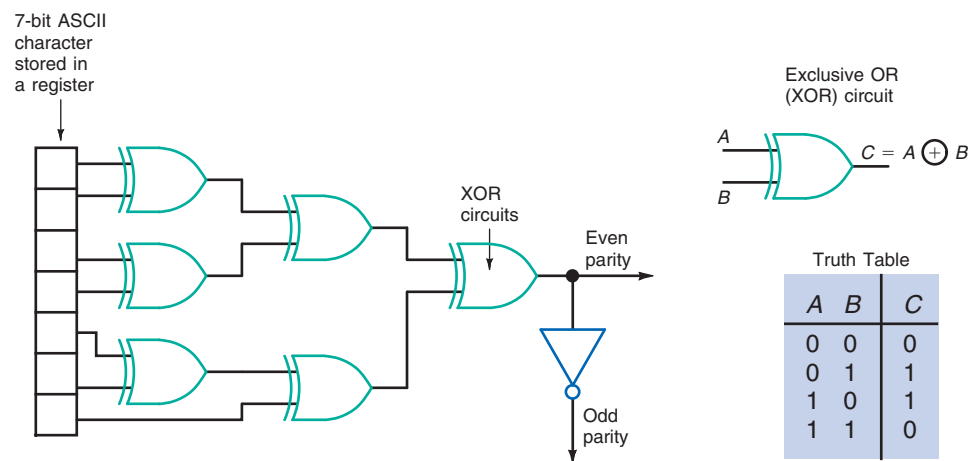 7-bit ASCII
character
stored in
a register
XOR
circuits
Even
parity
Odd
parity
Exclusive OR
(XOR) circuit
A
B
C = A ⊕ B
Truth Table
A B C
0 0 0
0 1 1
1 0 1
1 1 0